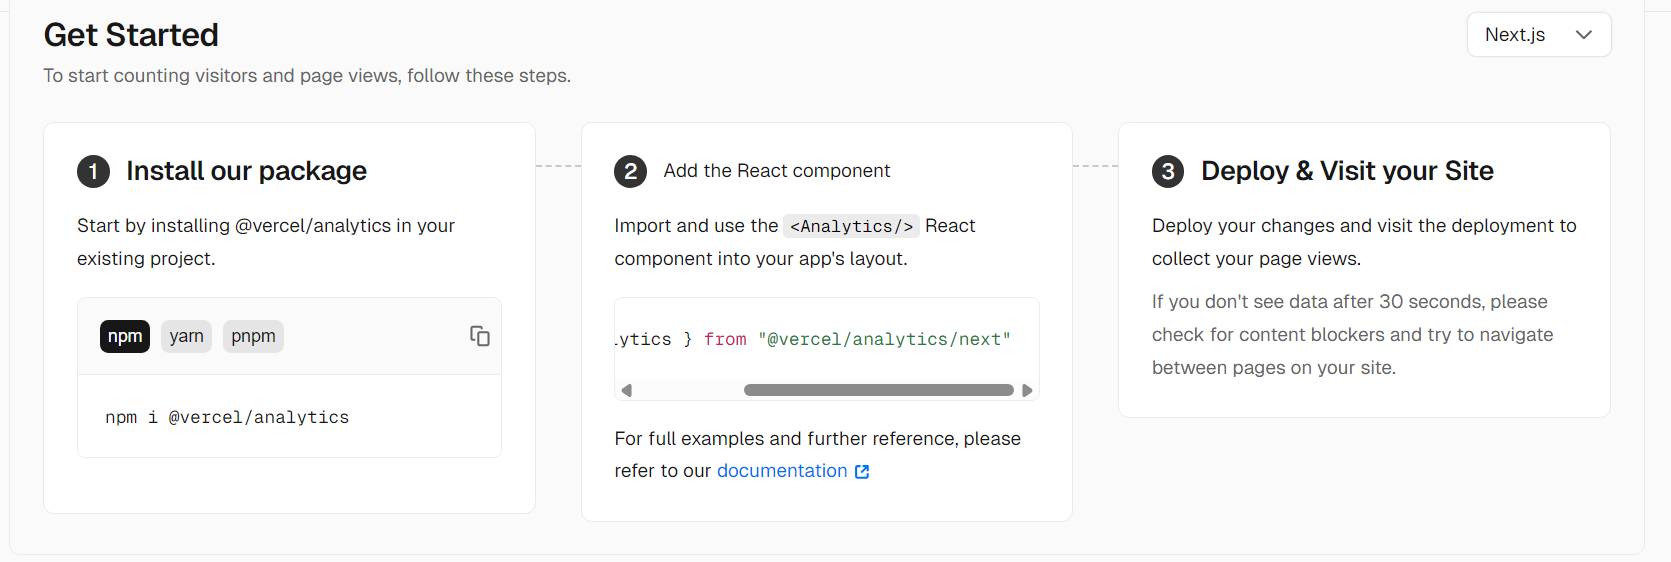 Get Started
Next.js
To start counting visitors and page views, follow these steps.
1 Install our package
Start by installing @vercel/analytics in your
existing project.
npm yarn pnpm
npm i @vercel/analytics
2 Add the React component
Import and use the <Analytics/> React
component into your app's layout.
lytics } from "@vercel/analytics/next"
For full examples and further reference, please
refer to our documentation
3 Deploy & Visit your Site
Deploy your changes and visit the deployment to
collect your page views.
If you don't see data after 30 seconds, please
check for content blockers and try to navigate
between pages on your site.